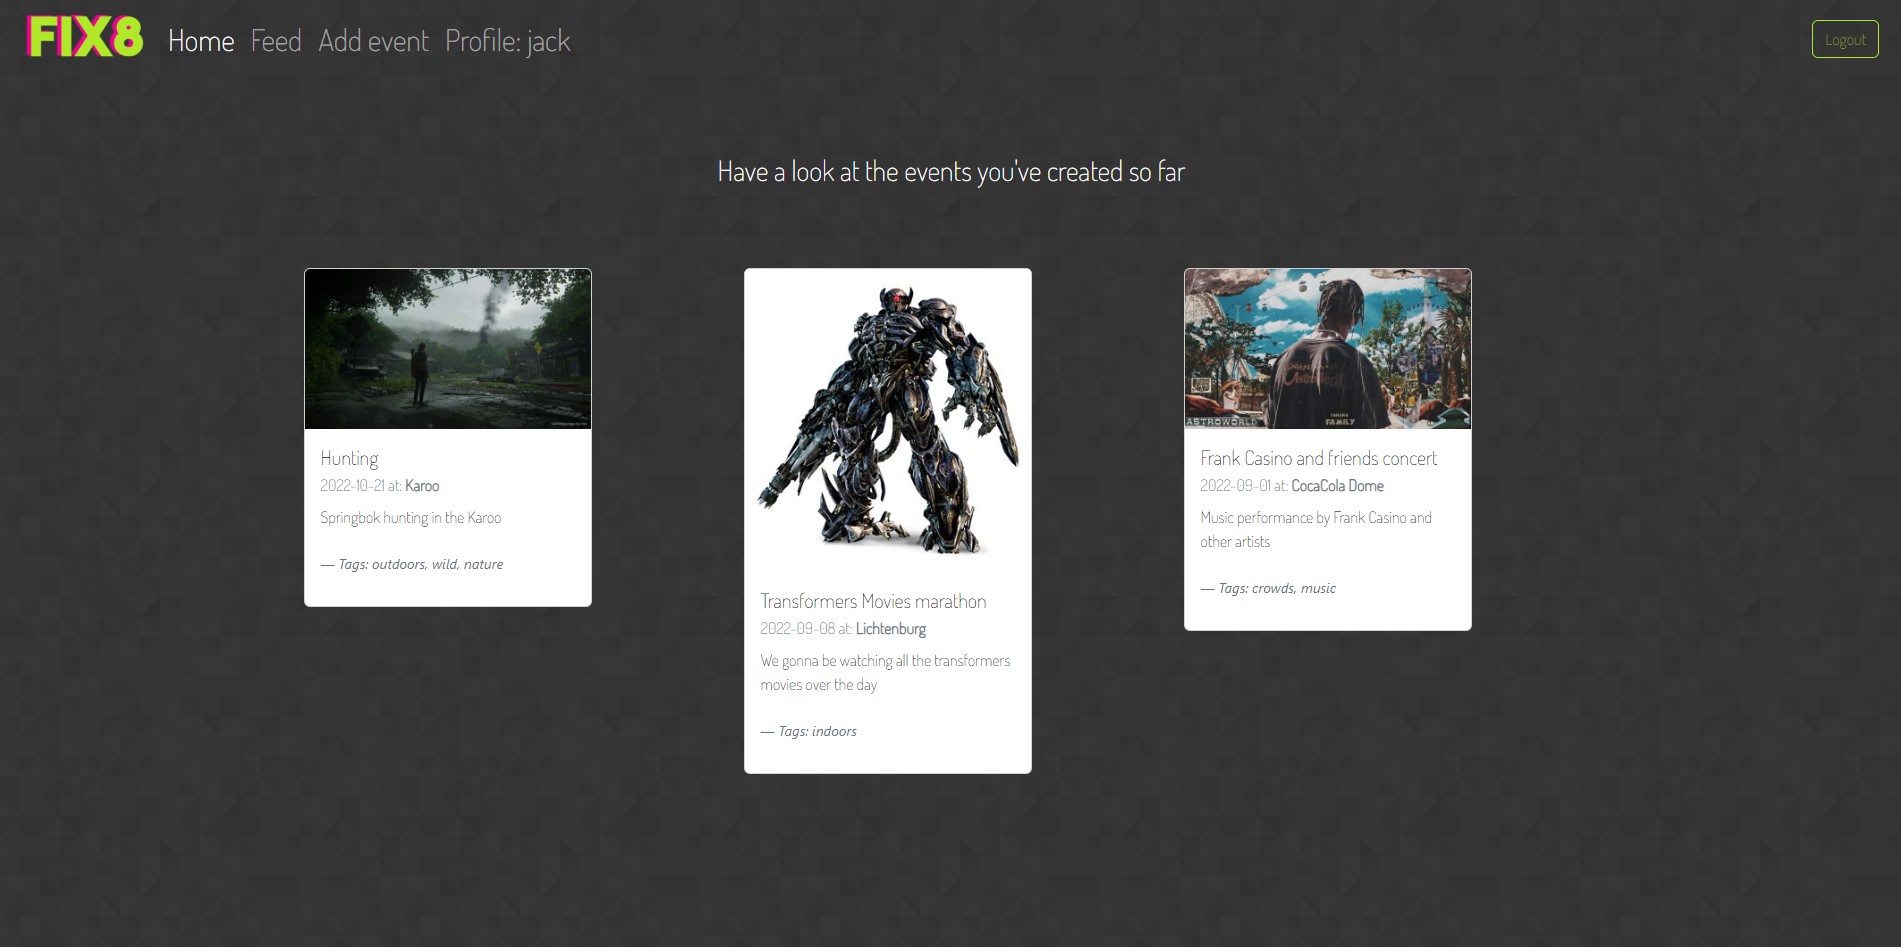 FIX8 Home Feed Add event Profile: jack Logout
Have a look at the events you've created so far
Hunting
2022-10-21 at: Karoo
Springbok hunting in the Karoo
— Tags: outdoors, wild, nature
Transformers Movies marathon
2022-09-08 at: Lichtenburg
We gonna be watching all the transformers
movies over the day
— Tags: indoors
ASTROWORLD
FAMILY
Frank Casino and friends concert
2022-09-01 at: CocaCola Dome
Music performance by Frank Casino and
other artists
— Tags: crowds, music